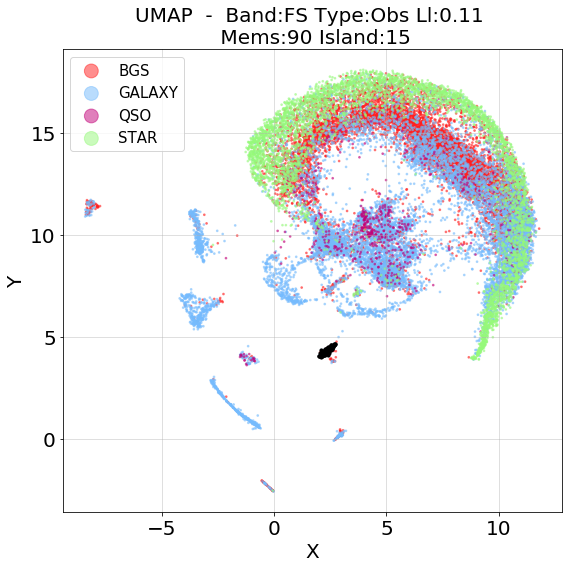 UMAP  -  Band:FS Type:Obs Ll:0.11
Mems:90 Island:15
BGS
GALAXY
QSO
STAR
15
10
5
0
Y
−5
0
5
10
X